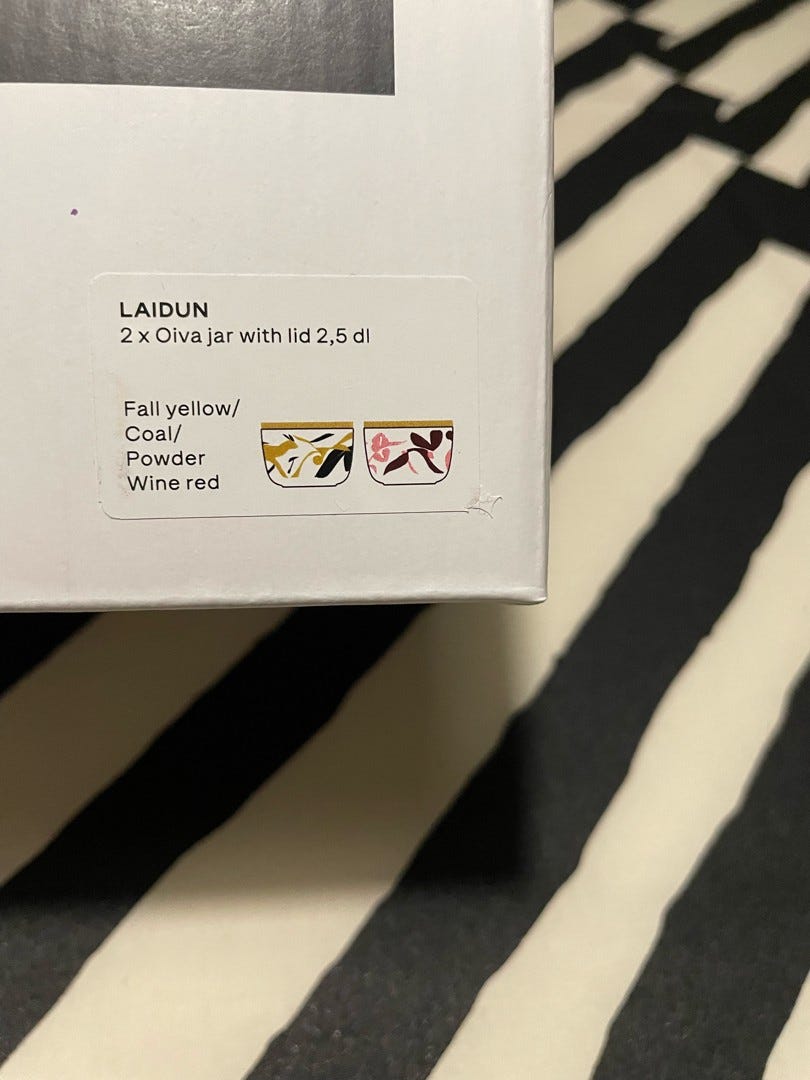 LAIDUN
2 x Oiva jar with lid 2,5 dl
Fall yellow/
Coal/
Powder
Wine red